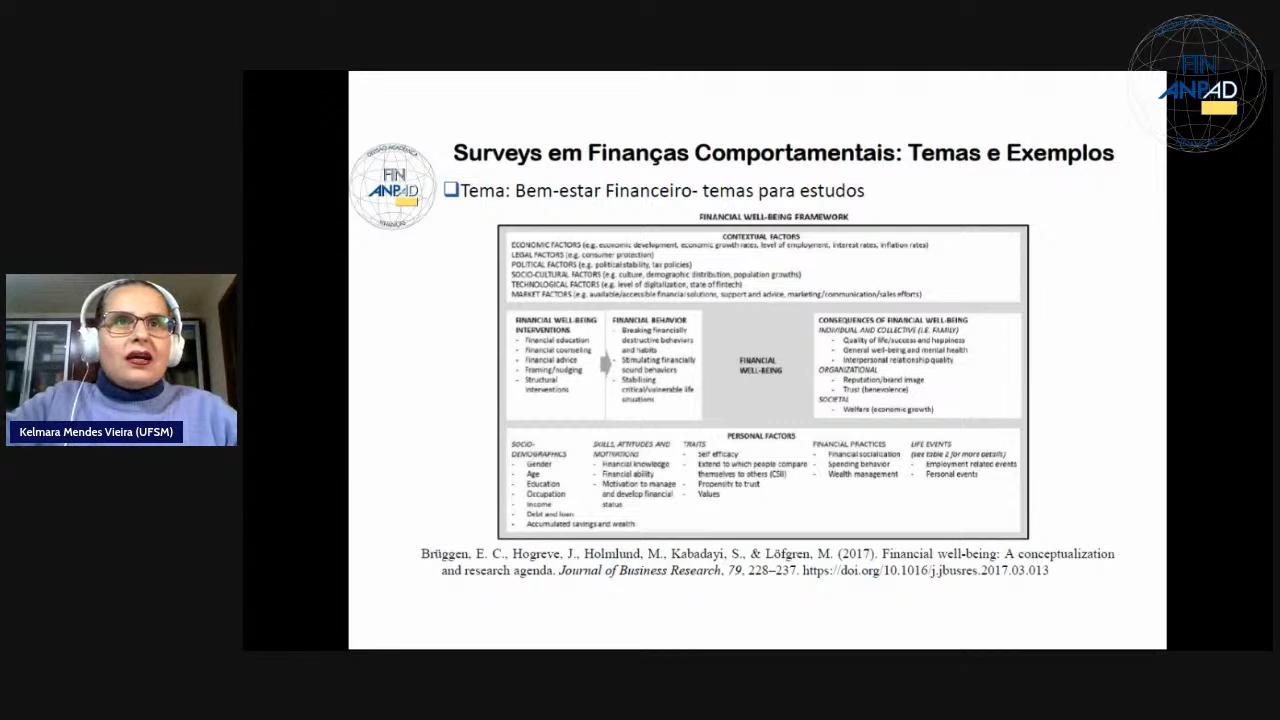 FIN
ANPAD
DIVISÃO ACADÊMICA
FIN
ANPAD
FINANÇAS
Surveys em Finanças Comportamentais: Temas e Exemplos
Tema: Bem-estar Financeiro- temas para estudos
FINANCIAL WELL-BEING FRAMEWORK
CONTEXTUAL FACTORS
ECONOMIC FACTORS (e.g. economic development, economic growth rates, level of employment, interest rates, inflation rates)
LEGAL FACTORS (e.g. consumer protection)
POLITICAL FACTORS (e.g. political stability, tax policies)
SOCIO-CULTURAL FACTORS (e.g. culture, demographic distribution, population growths)
TECHNOLOGICAL FACTORS (e.g. level of digitalization, state of fintech)
MARKET FACTORS (e.g. available/accessible financial solutions, support and advice, marketing/communication/sales efforts)
FINANCIAL WELL-BEING
INTERVENTIONS
- Financial education
- Financial counseling
- Financial advice
- Framing/nudging
- Structural
interventions
FINANCIAL BEHAVIOR
- Breaking financially
destructive behaviors
and habits
- Stimulating financially
sound behaviors
- Stabilising
critical/vulnerable life
situations
FINANCIAL
WELL-BEING
CONSEQUENCES OF FINANCIAL WELL-BEING
INDIVIDUAL AND COLLECTIVE (I.E. FAMILY)
- Quality of life/success and happiness
- General well-being and mental health
- Interpersonal relationship quality
ORGANIZATIONAL
- Reputation/brand image
- Trust (benevolence)
SOCIETAL
- Welfare (economic growth)
PERSONAL FACTORS
SOCIO-
DEMOGRAPHICS
- Gender
- Age
- Education
- Occupation
- Income
- Debt and loan
- Accumulated savings and wealth
SKILLS, ATTITUDES AND
MOTIVATIONS
- Financial knowledge
- Financial ability
- Motivation to manage
and develop financial
status
TRAITS
- Self efficacy
- Extend to which people compare
themselves to others (CSII)
- Propensity to trust
- Values
FINANCIAL PRACTICES
- Financial socialization
- Spending behavior
- Wealth management
LIFE EVENTS
(see table 2 for more details)
- Employment related events
- Personal events
Brüggen, E. C., Hogreve, J., Holmlund, M., Kabadayi, S., & Löfgren, M. (2017). Financial well-being: A conceptualization
and research agenda. Journal of Business Research, 79, 228–237. https://doi.org/10.1016/j.jbusres.2017.03.013
Kelmara Mendes Vieira (UFSM)